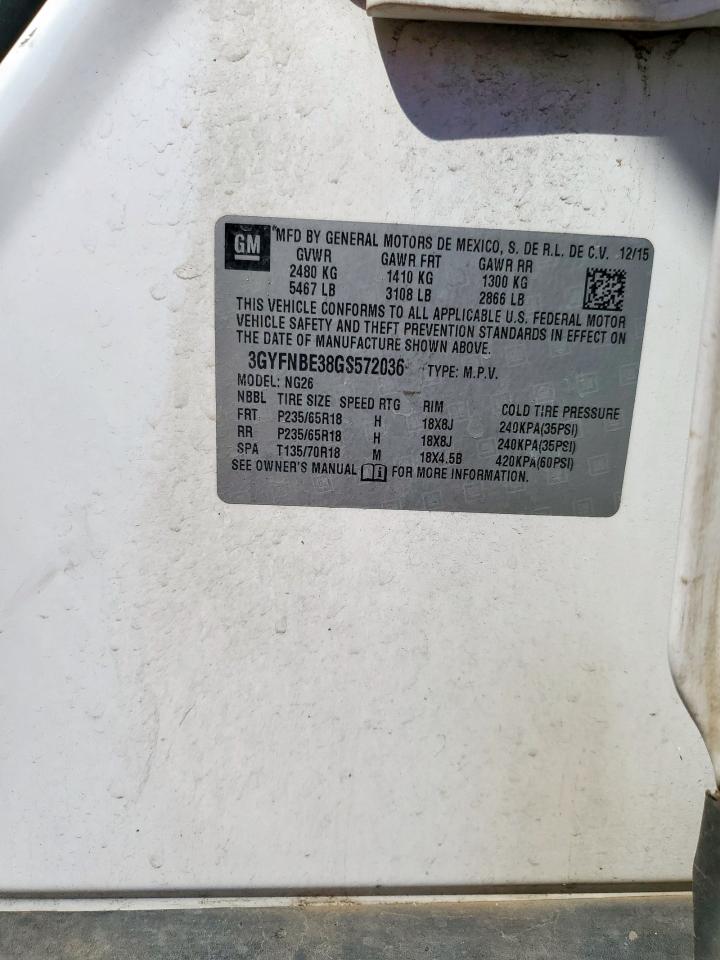 GM "MFD BY GENERAL MOTORS DE MEXICO, S. DE R.L. DE C.V. 12/15
GVWR GAWR FRT GAWR RR
2480 KG 1410 KG 1300 KG
5467 LB 3108 LB 2866 LB
THIS VEHICLE CONFORMS TO ALL APPLICABLE U.S. FEDERAL MOTOR
VEHICLE SAFETY AND THEFT PREVENTION STANDARDS IN EFFECT ON
THE DATE OF MANUFACTURE SHOWN ABOVE.
3GYFNBE38GS572036 TYPE: M.P.V.
MODEL: NG26
NBBL TIRE SIZE SPEED RTG RIM COLD TIRE PRESSURE
FRT P235/65R18 H 18X8J 240KPA(35PSI)
RR P235/65R18 H 18X8J 240KPA(35PSI)
SPA T135/70R18 M 18X4.5B 420KPA(60PSI)
SEE OWNER'S MANUAL i FOR MORE INFORMATION.